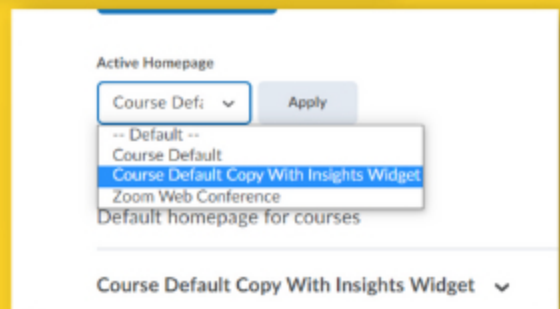 Active Homepage
Course Defa
Apply
-- Default --
Course Default
Course Default Copy With Insights Widget
Zoom Web Conference
Default homepage for courses
Course Default Copy With Insights Widget